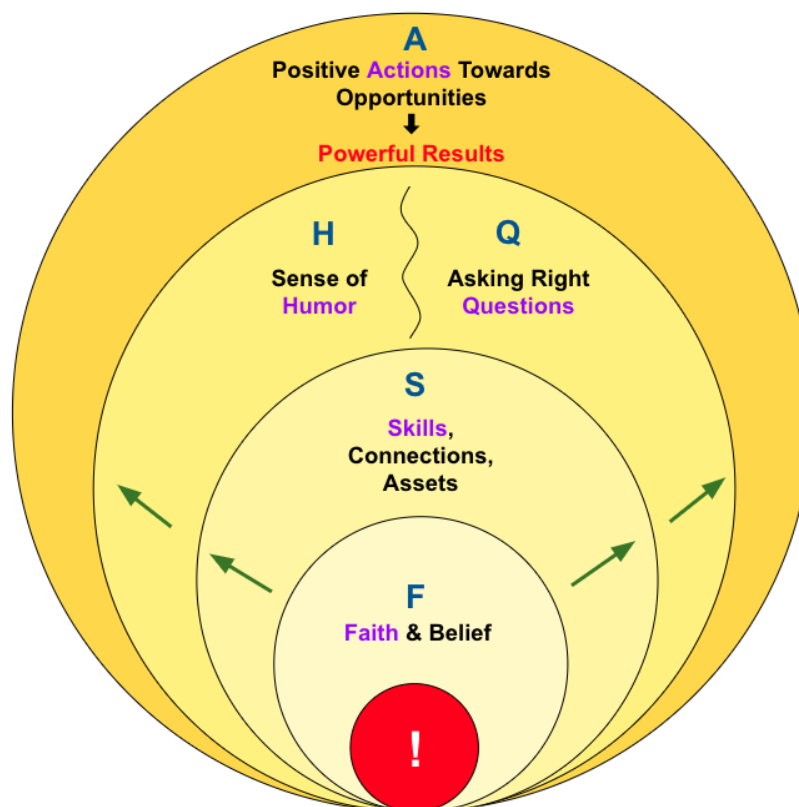 A
Positive Actions Towards
Opportunities
Powerful Results
H
Sense of
Humor
Q
Asking Right
Questions
S
Skills,
Connections,
Assets
F
Faith & Belief
!